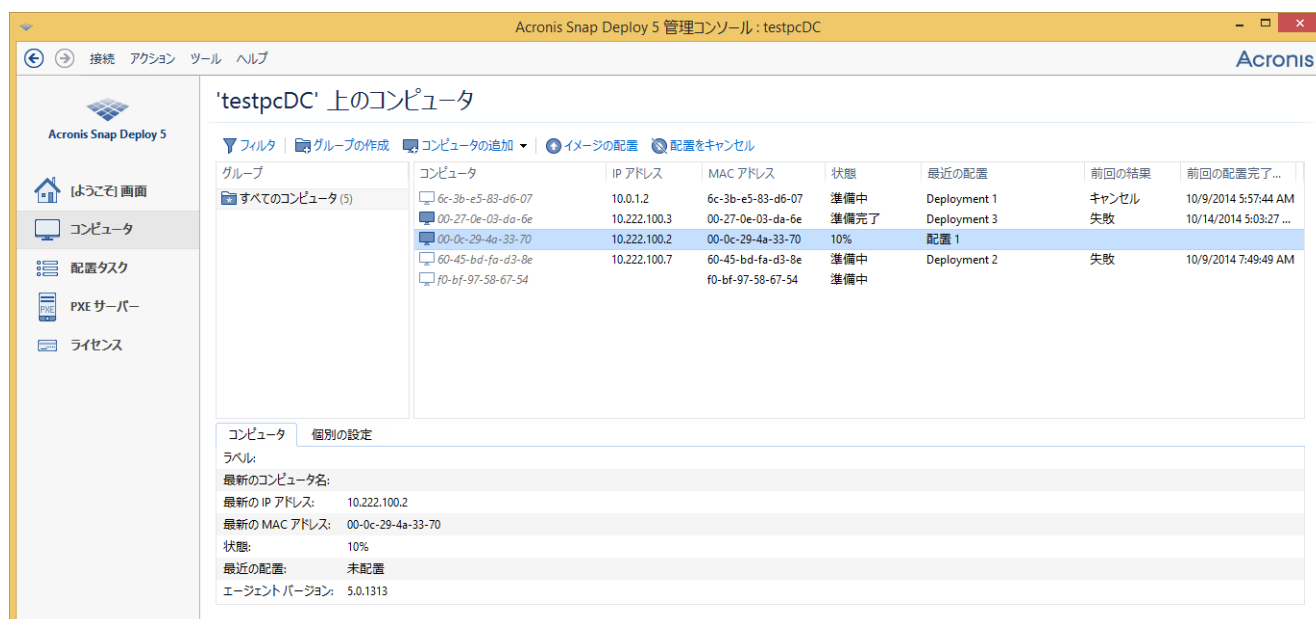 Acronis Snap Deploy 5 管理コンソール : testpcDC
接続 アクション ツール ヘルプ
Acronis
Acronis Snap Deploy 5
[ようこそ] 画面
コンピュータ
配置タスク
PXE
PXE サーバー
ライセンス
'testpcDC' 上のコンピュータ
フィルタ グループの作成 コンピュータの追加 イメージの配置 配置をキャンセル
グループ
すべてのコンピュータ (5)
コンピュータ IP アドレス MAC アドレス 状態 最近の配置 前回の結果 前回の配置完了...
6c-3b-e5-83-d6-07 10.0.1.2 6c-3b-e5-83-d6-07 準備中 Deployment 1 キャンセル 10/9/2014 5:57:44 AM
00-27-0e-03-da-6e 10.222.100.3 00-27-0e-03-da-6e 準備完了 Deployment 3 失敗 10/14/2014 5:03:27 ...
00-0c-29-4a-33-70 10.222.100.2 00-0c-29-4a-33-70 10% 配置 1
60-45-bd-fa-d3-8e 10.222.100.7 60-45-bd-fa-d3-8e 準備中 Deployment 2 失敗 10/9/2014 7:49:49 AM
f0-bf-97-58-67-54 f0-bf-97-58-67-54 準備中
コンピュータ 個別の設定
ラベル:
最新のコンピュータ名:
最新の IP アドレス: 10.222.100.2
最新の MAC アドレス: 00-0c-29-4a-33-70
状態: 10%
最近の配置: 未配置
エージェント バージョン: 5.0.1313